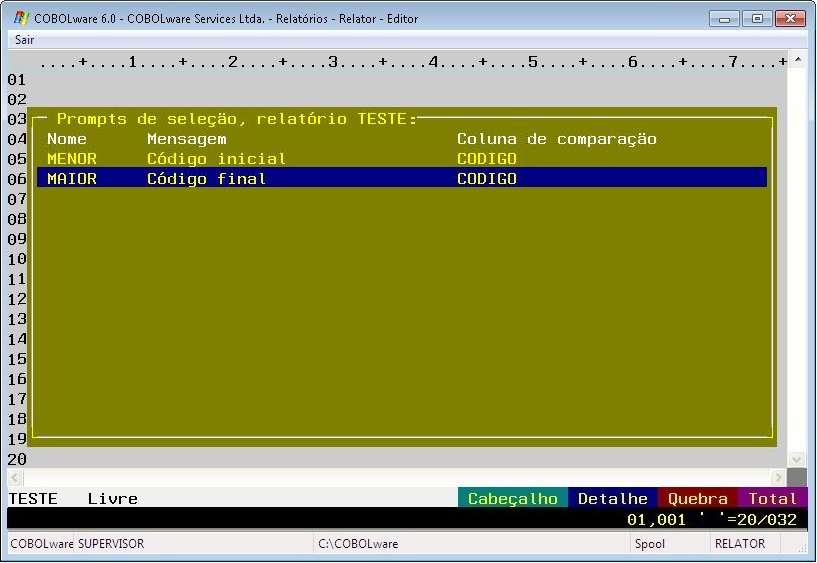 COBOLware 6.0 - COBOLware Services Ltda. - Relatórios - Relator - Editor
Sair
....+....1....+....2....+....3....+....4....+....5....+....6....+....7....+
01
02
03 Prompts de seleção, relatório TESTE:
04 Nome Mensagem Coluna de comparação
05 MENOR Código inicial CODIGO
06 MAIOR Código final CODIGO
07
08
09
10
11
12
13
14
15
16
17
18
19
20
TESTE Livre Cabeçalho Detalhe Quebra Total
01,001 ' '=20/032
COBOLware SUPERVISOR C:\COBOLware Spool RELATOR